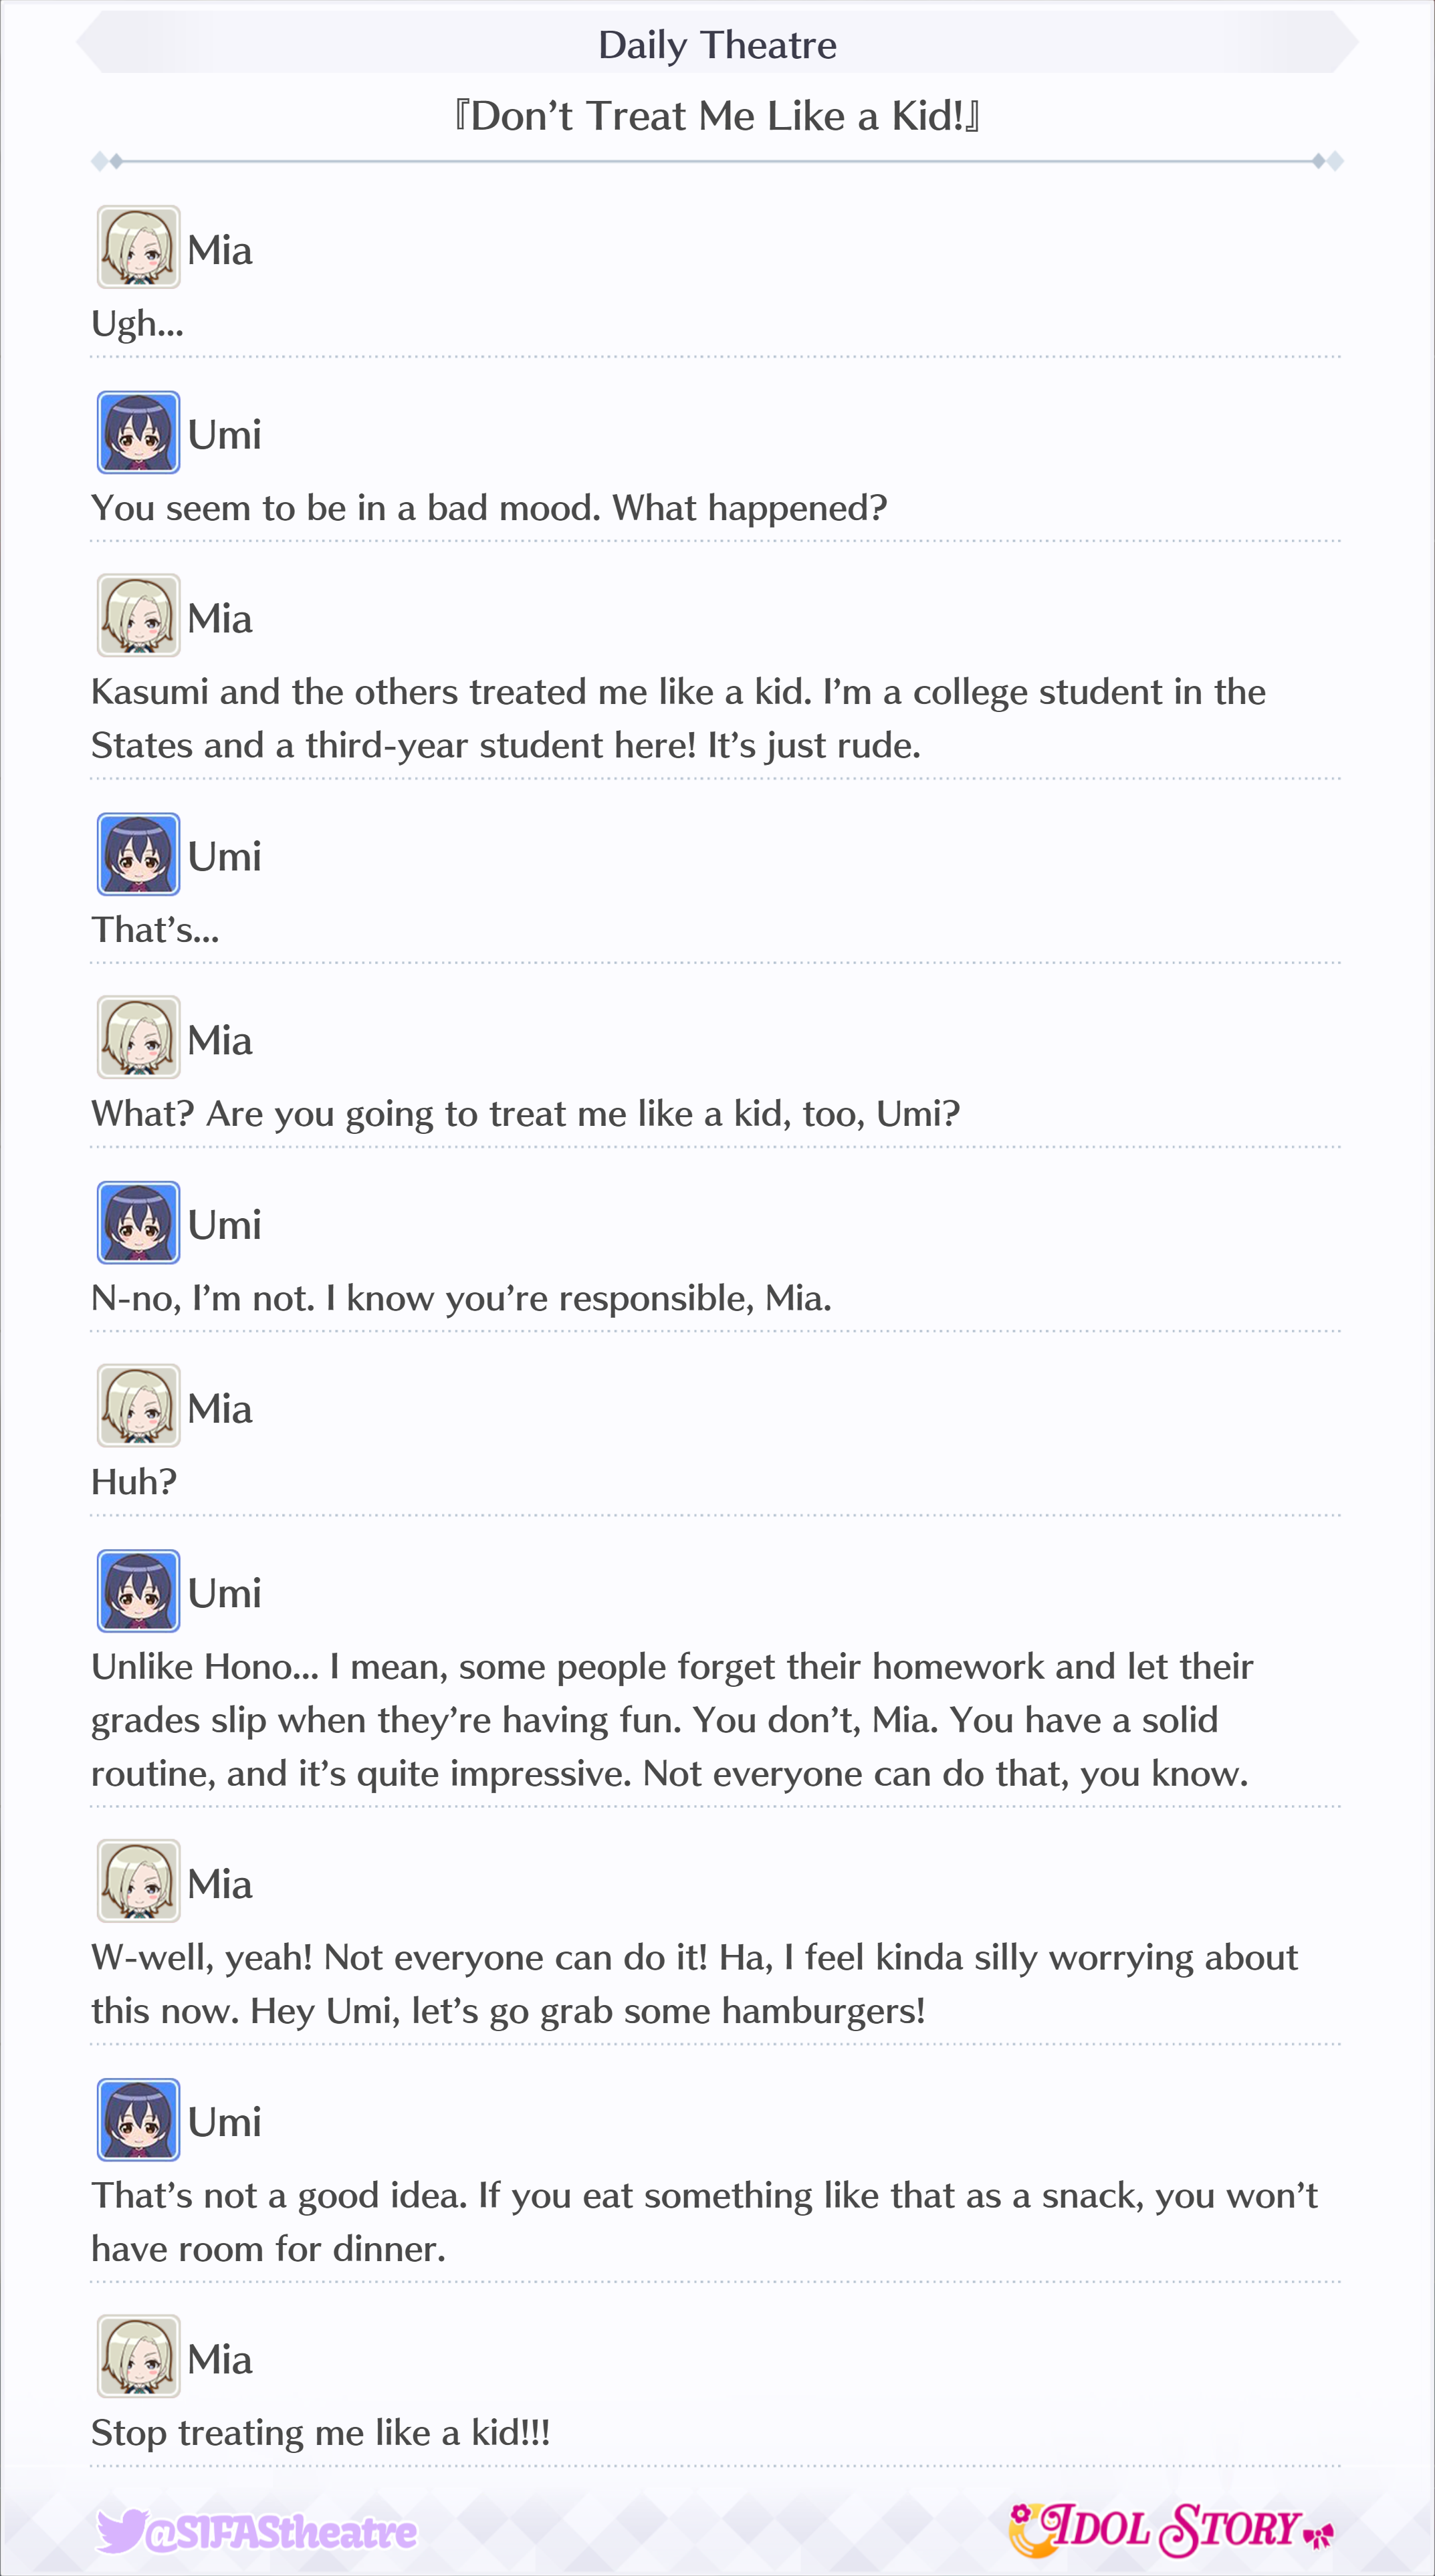 Daily Theatre
『Don’t Treat Me Like a Kid!』
Mia
Ugh...
Umi
You seem to be in a bad mood. What happened?
Mia
Kasumi and the others treated me like a kid. I’m a college student in the
States and a third-year student here! It’s just rude.
Umi
That’s...
Mia
What? Are you going to treat me like a kid, too, Umi?
Umi
N-no, I’m not. I know you’re responsible, Mia.
Mia
Huh?
Umi
Unlike Hono... I mean, some people forget their homework and let their
grades slip when they’re having fun. You don’t, Mia. You have a solid
routine, and it’s quite impressive. Not everyone can do that, you know.
Mia
W-well, yeah! Not everyone can do it! Ha, I feel kinda silly worrying about
this now. Hey Umi, let’s go grab some hamburgers!
Umi
That’s not a good idea. If you eat something like that as a snack, you won’t
have room for dinner.
Mia
Stop treating me like a kid!!!
@SIFAStheatre
IDOL STORY